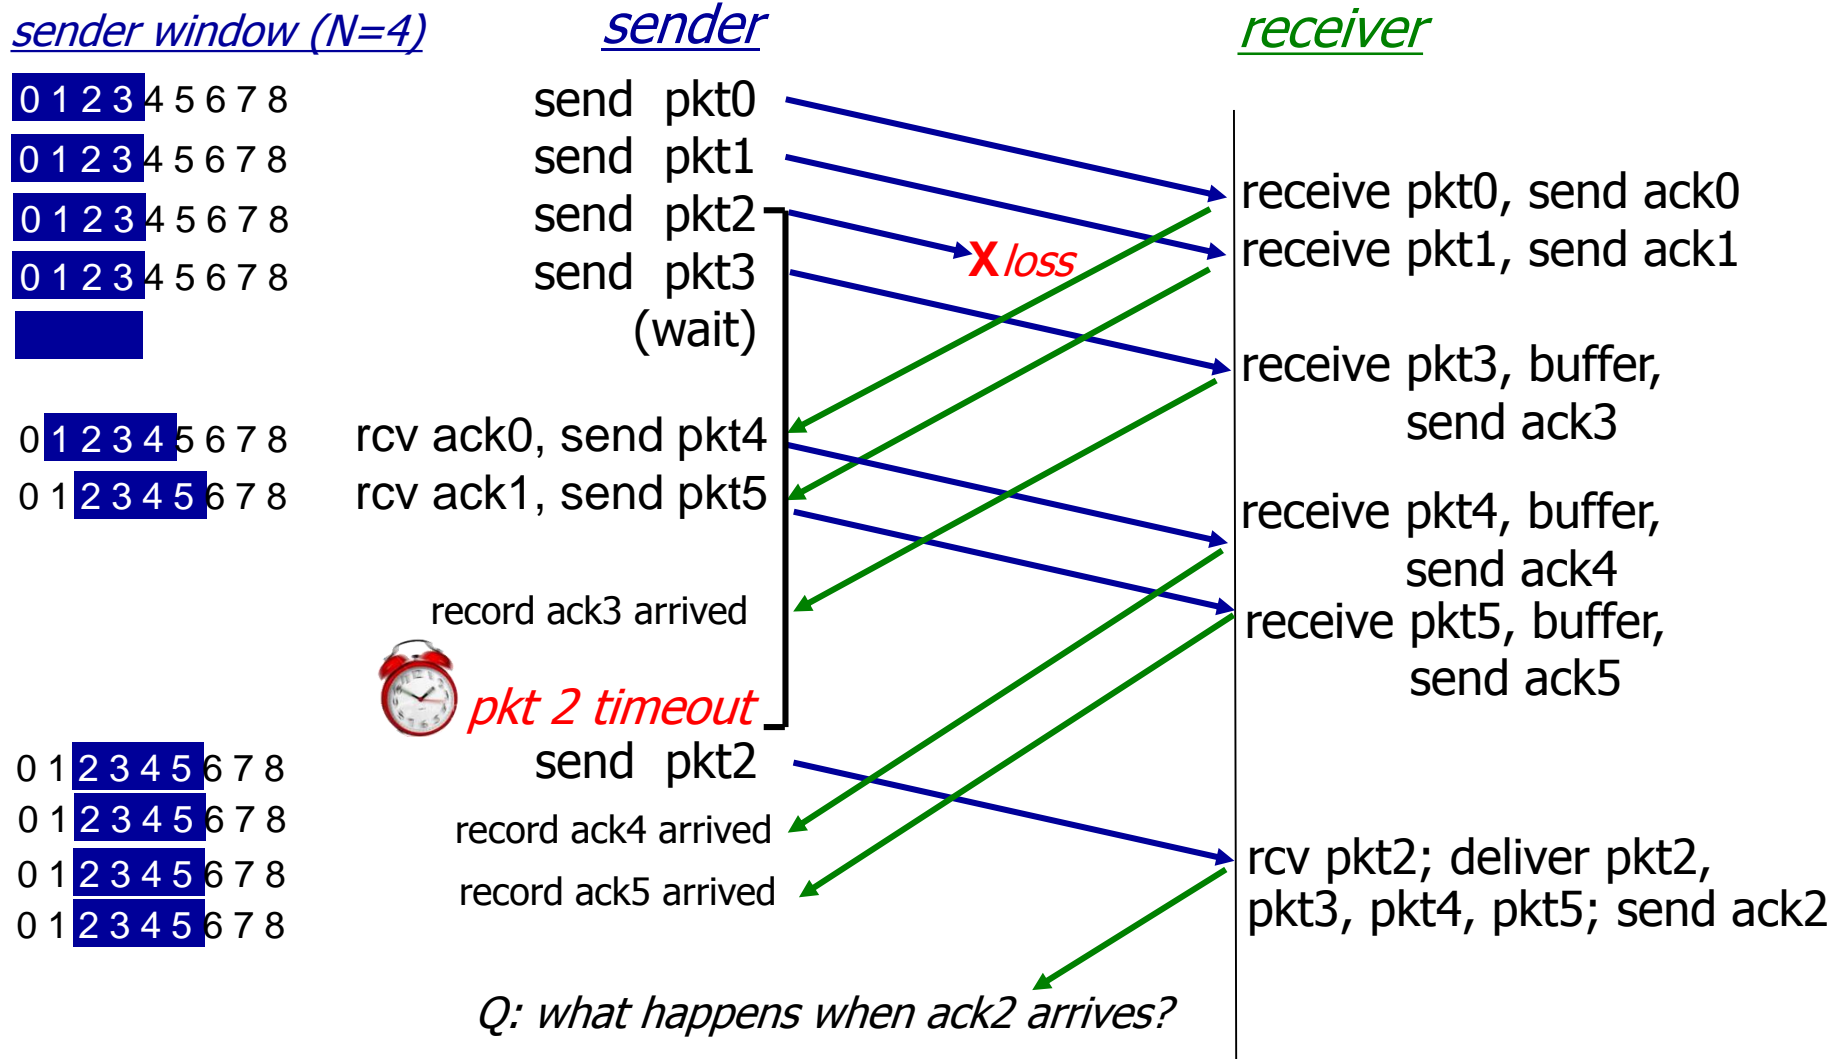 sender window (N=4) sender receiver
0 1 2 3 4 5 6 7 8 send pkt0
0 1 2 3 4 5 6 7 8 send pkt1
receive pkt0, send ack0
0 1 2 3 4 5 6 7 8 send pkt2
receive pkt1, send ack1
X loss
0 1 2 3 4 5 6 7 8 send pkt3
(wait)
receive pkt3, buffer,
send ack3
0 1 2 3 4 5 6 7 8 rcv ack0, send pkt4
0 1 2 3 4 5 6 7 8 rcv ack1, send pkt5
receive pkt4, buffer,
send ack4
record ack3 arrived
receive pkt5, buffer,
send ack5
pkt 2 timeout
0 1 2 3 4 5 6 7 8 send pkt2
0 1 2 3 4 5 6 7 8 record ack4 arrived
0 1 2 3 4 5 6 7 8 record ack5 arrived
0 1 2 3 4 5 6 7 8
rcv pkt2; deliver pkt2,
pkt3, pkt4, pkt5; send ack2
Q: what happens when ack2 arrives?